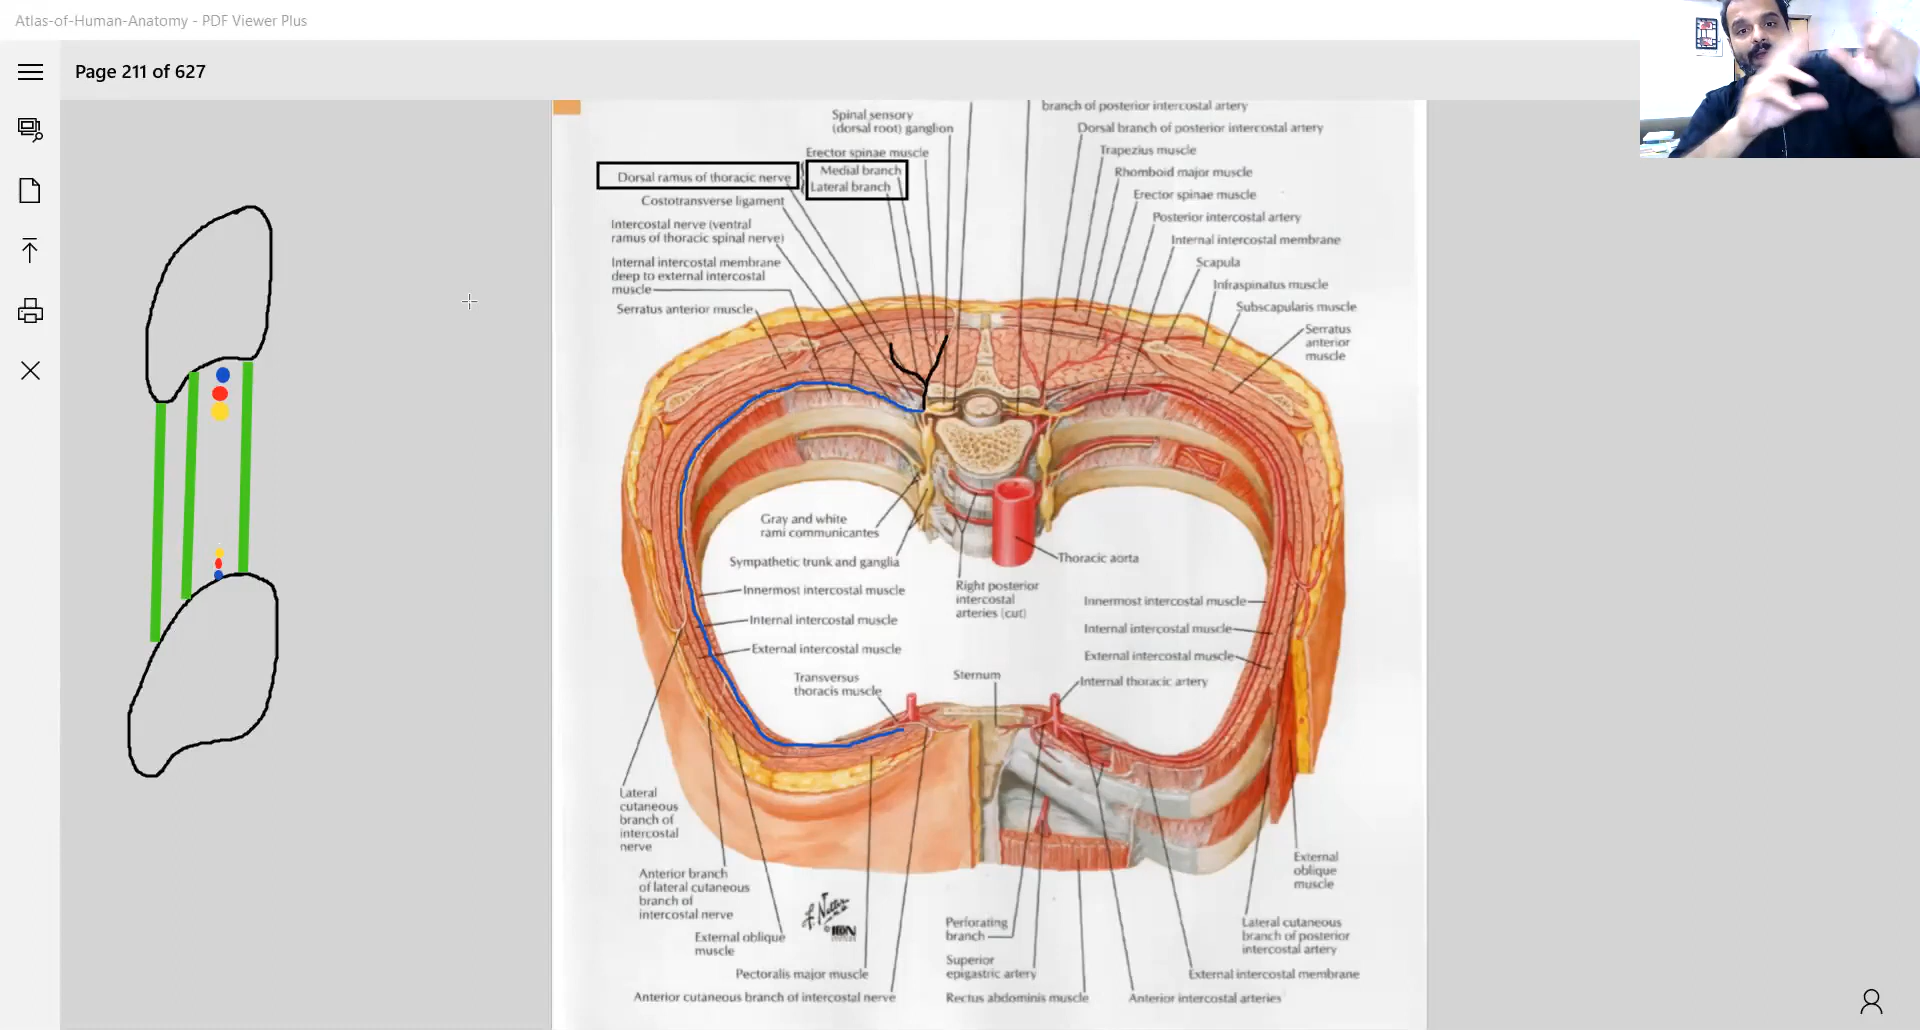 Atlas-of-Human-Anatomy - PDF Viewer Plus
Page 211 of 627
branch of posterior intercostal artery
Spinal sensory
(dorsal root) ganglion
Dorsal branch of posterior intercostal artery
Erector spinae muscle
Trapezius muscle
Dorsal ramus of thoracic nerve
Medial branch
Lateral branch
Rhomboid major muscle
Costotransverse ligament
Erector spinae muscle
Intercostal nerve (ventral
ramus of thoracic spinal nerve)
Posterior intercostal artery
Internal intercostal membrane
Internal intercostal membrane
deep to external intercostal
muscle
Scapula
Infraspinatus muscle
Serratus anterior muscle
Subscapularis muscle
Serratus
anterior
muscle
Gray and white
rami communicantes
Sympathetic trunk and ganglia
Thoracic aorta
Innermost intercostal muscle
Right posterior
intercostal
arteries (cut)
Innermost intercostal muscle
Internal intercostal muscle
Internal intercostal muscle
External intercostal muscle
External intercostal muscle
Transversus
thoracis muscle
Sternum
Internal thoracic artery
Lateral
cutaneous
branch of
intercostal
nerve
External
oblique
muscle
Anterior branch
of lateral cutaneous
branch of
intercostal nerve
F. Netter
© ICON
External oblique
muscle
Perforating
branch
Lateral cutaneous
branch of posterior
intercostal artery
Superior
epigastric artery
Pectoralis major muscle
External intercostal membrane
Anterior cutaneous branch of intercostal nerve
Rectus abdominis muscle
Anterior intercostal arteries